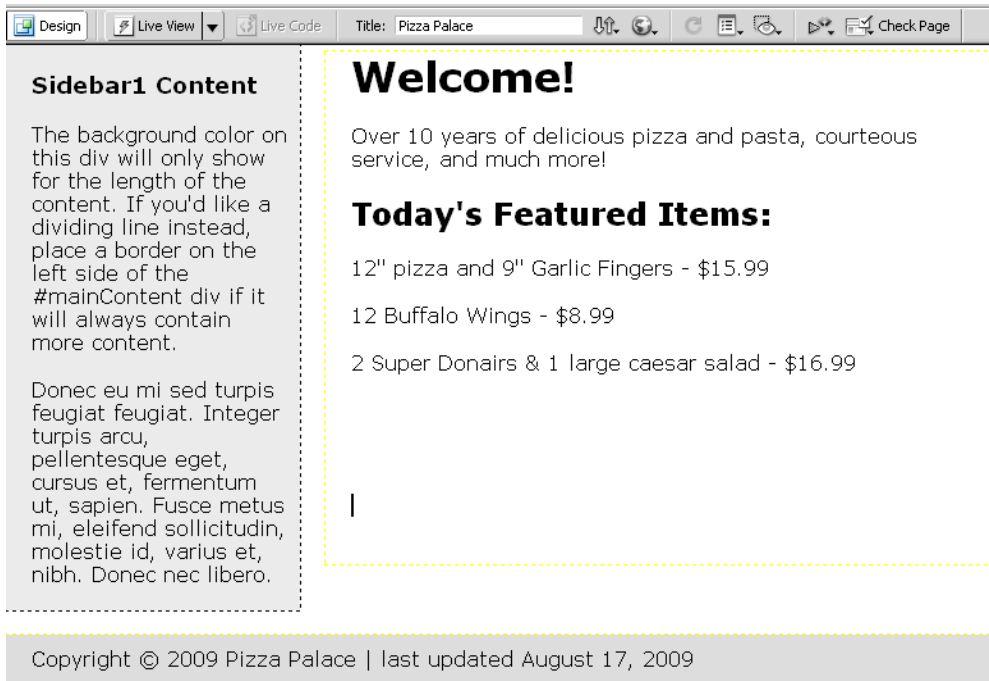 Design Live View Live Code Title: Pizza Palace Check Page
Sidebar1 Content
The background color on
this div will only show
for the length of the
content. If you'd like a
dividing line instead,
place a border on the
left side of the
#mainContent div if it
will always contain
more content.
Donec eu mi sed turpis
feugiat feugiat. Integer
turpis arcu,
pellentesque eget,
cursus et, fermentum
ut, sapien. Fusce metus
mi, eleifend sollicitudin,
molestie id, varius et,
nibh. Donec nec libero.
Welcome!
Over 10 years of delicious pizza and pasta, courteous
service, and much more!
Today's Featured Items:
12" pizza and 9" Garlic Fingers - $15.99
12 Buffalo Wings - $8.99
2 Super Donairs & 1 large caesar salad - $16.99
Copyright © 2009 Pizza Palace | last updated August 17, 2009